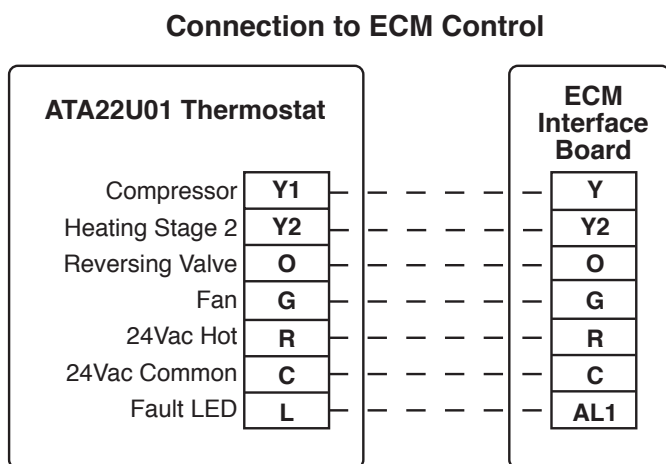 Connection to ECM Control
ATA22U01 Thermostat
ECM
Interface
Board
Compressor Y1 Y
Heating Stage 2 Y2 Y2
Reversing Valve O O
Fan G G
24Vac Hot R R
24Vac Common C C
Fault LED L AL1